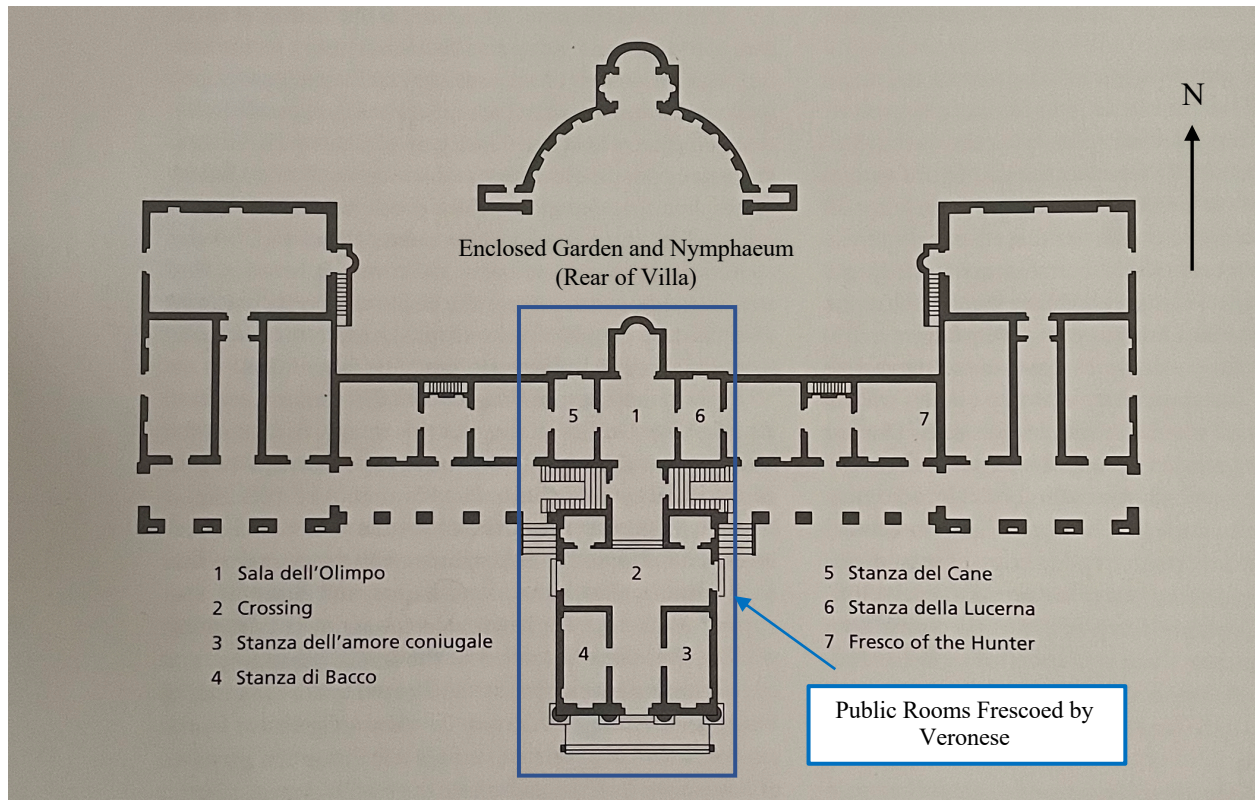 N
Enclosed Garden and Nymphaeum
(Rear of Villa)
5
1
6
7
2
4
3
1 Sala dell'Olimpo
2 Crossing
3 Stanza dell'amore coniugale
4 Stanza di Bacco
5 Stanza del Cane
6 Stanza della Lucerna
7 Fresco of the Hunter
Public Rooms Frescoed by
Veronese